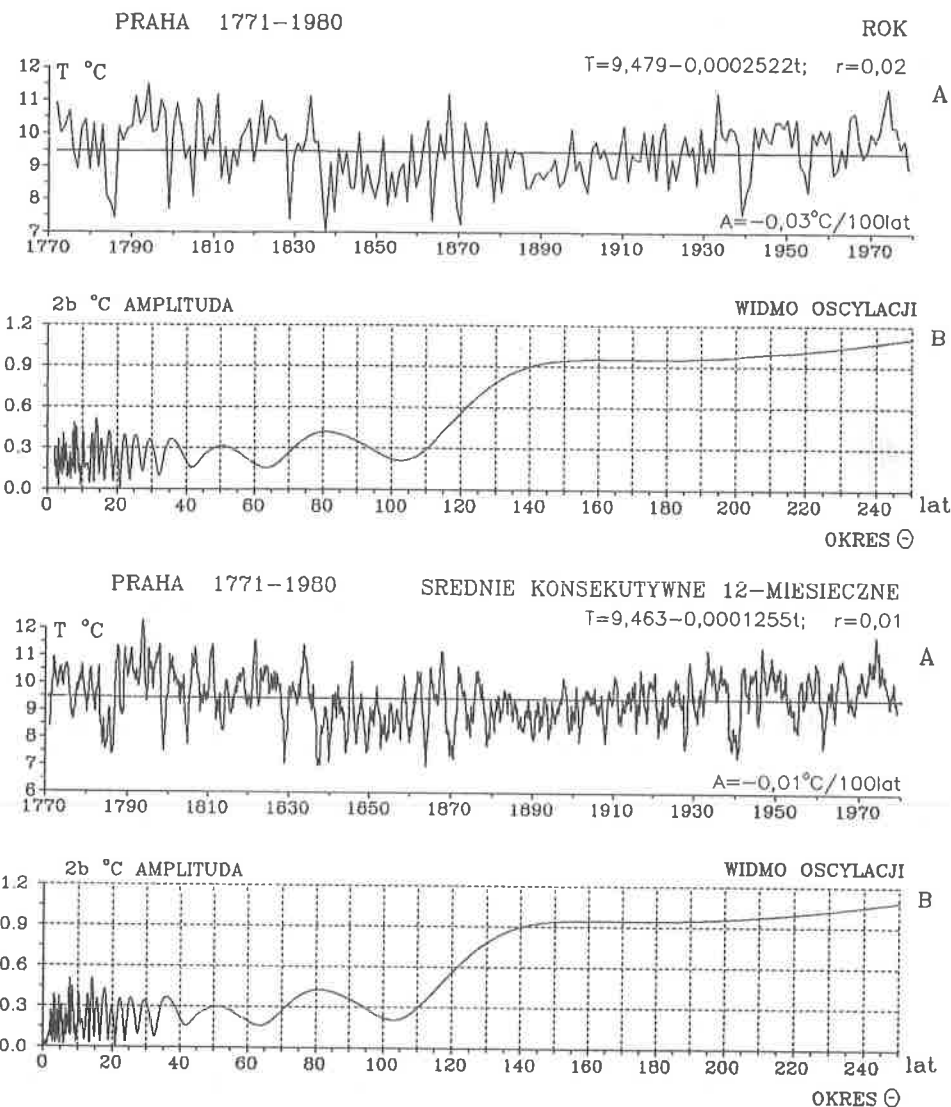 PRAHA 1771-1980 ROK
T=9,479-0,0002522t; r=0,02
T °C
A
12
11
10
9
8
7
A=-0,03°C/100lat
1770 1790 1810 1830 1850 1870 1890 1910 1930 1950 1970
2b °C AMPLITUDA WIDMO OSCYLACJI
B
1.2
0.9
0.6
0.3
0.0
0 20 40 60 80 100 120 140 160 180 200 220 240 lat
OKRES Θ
PRAHA 1771-1980 SREDNIE KONSEKUTYWNE 12-MIESIECZNE
T=9,463-0,0001255t; r=0,01
T °C
A
12
11
10
9
8
7
6
A=-0,01°C/100lat
1770 1790 1810 1630 1650 1870 1890 1910 1930 1950 1970
2b °C AMPLITUDA WIDMO OSCYLACJI
B
1.2
0.9
0.6
0.3
0.0
0 20 40 60 80 100 120 140 160 180 200 220 240 lat
OKRES Θ